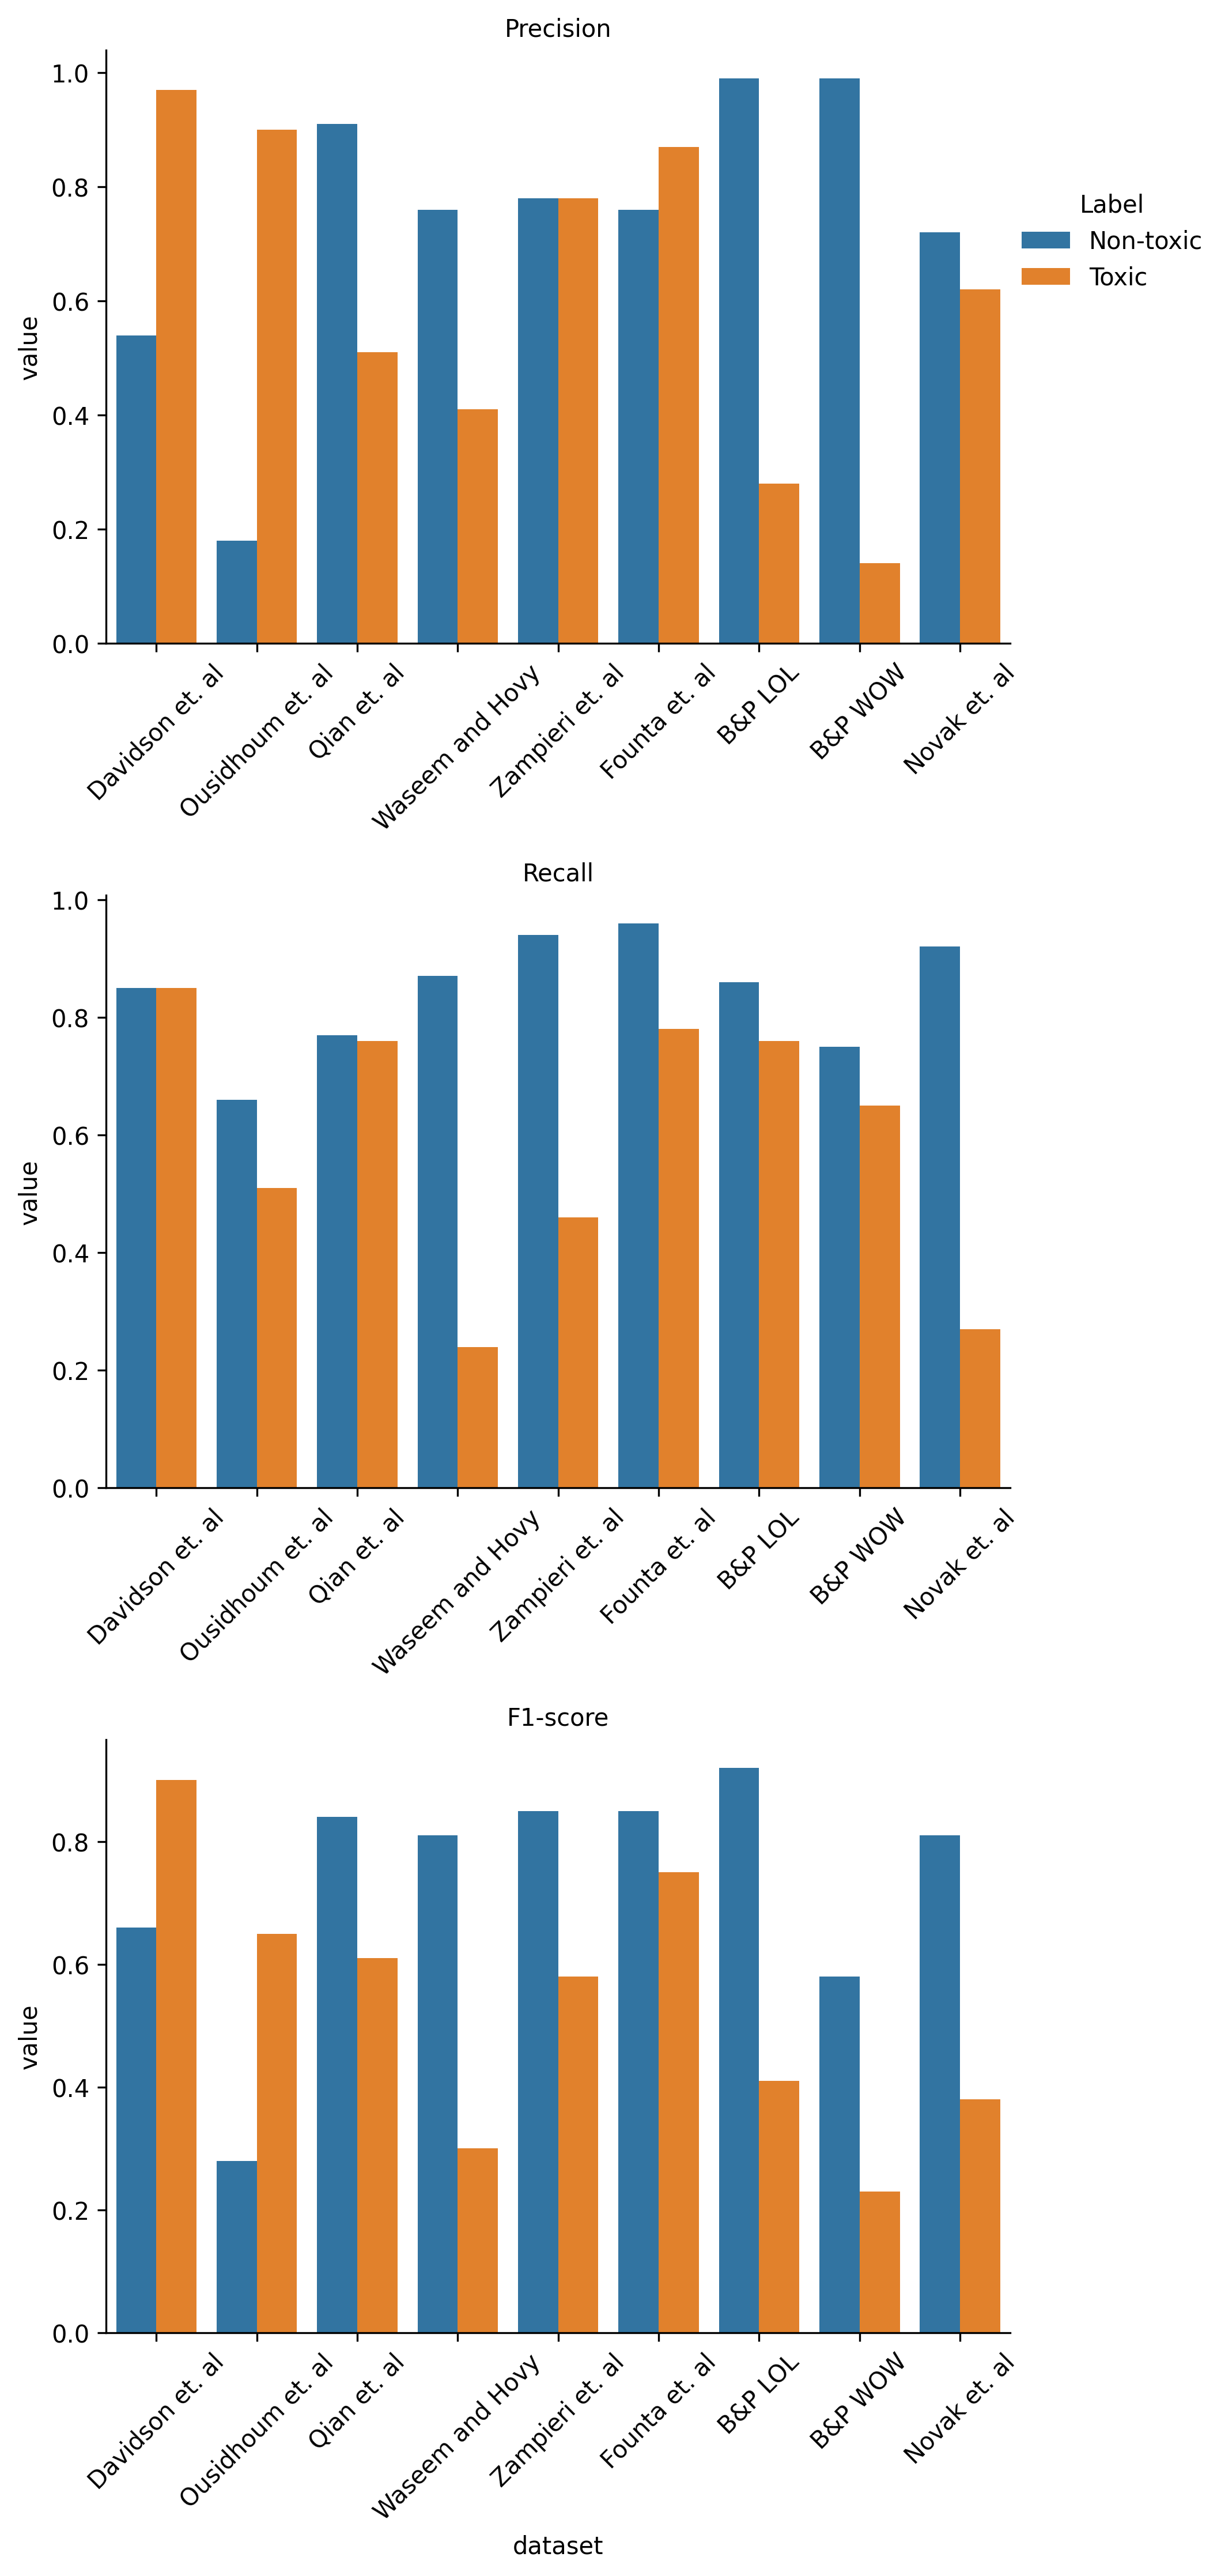 Precision
1.0
0.8
0.6
0.4
0.2
0.0
value
Davidson et. al
Ousidhoum et. al
Qian et. al
Waseem and Hovy
Zampieri et. al
Founta et. al
B&P LOL
B&P WOW
Novak et. al
Label
Non-toxic
Toxic
Recall
1.0
0.8
0.6
0.4
0.2
0.0
value
Davidson et. al
Ousidhoum et. al
Qian et. al
Waseem and Hovy
Zampieri et. al
Founta et. al
B&P LOL
B&P WOW
Novak et. al
F1-score
0.8
0.6
0.4
0.2
0.0
value
Davidson et. al
Ousidhoum et. al
Qian et. al
Waseem and Hovy
Zampieri et. al
Founta et. al
B&P LOL
B&P WOW
Novak et. al
dataset